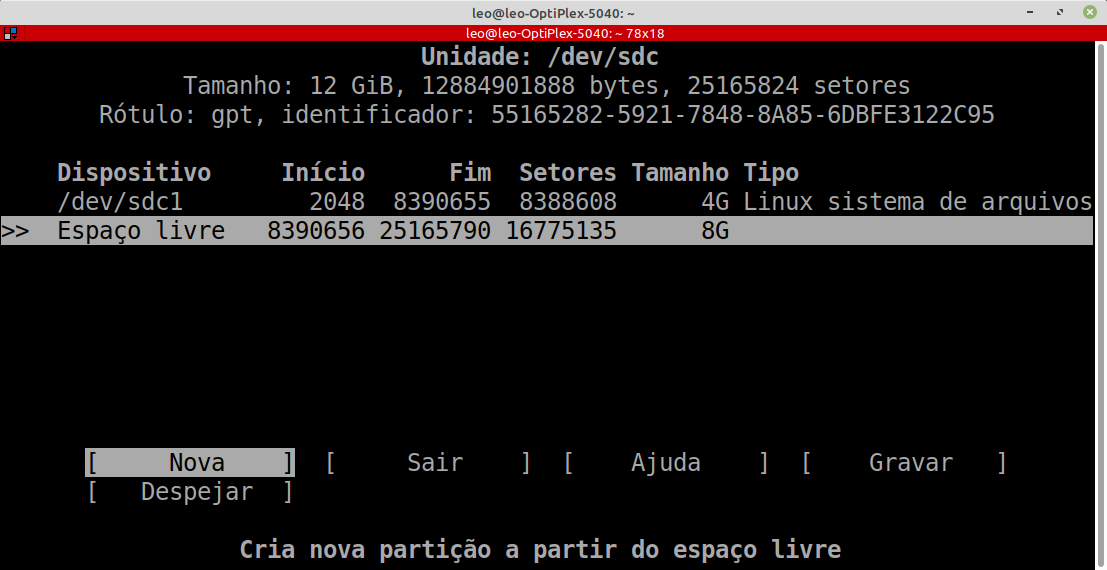 leo@leo-OptiPlex-5040: ~
leo@leo-OptiPlex-5040: ~ 78x18
Unidade: /dev/sdc
Tamanho: 12 GiB, 12884901888 bytes, 25165824 setores
Rótulo: gpt, identificador: 55165282-5921-7848-8A85-6DBFE3122C95
Dispositivo Início Fim Setores Tamanho Tipo
/dev/sdc1 2048 8390655 8388608 4G Linux sistema de arquivos
>> Espaço livre 8390656 25165790 16775135 8G
[ Nova ] [ Sair ] [ Ajuda ] [ Gravar ]
[ Despejar ]
Cria nova partição a partir do espaço livre